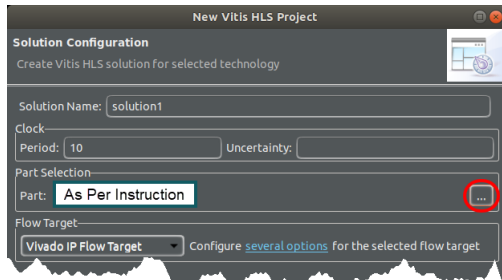 New Vitis HLS Project
Solution Configuration
Create Vitis HLS solution for selected technology
Solution Name: solution1
Clock
Period: 10 Uncertainty:
Part Selection
Part: As Per Instruction ...
Flow Target
Vivado IP Flow Target Configure several options for the selected flow target